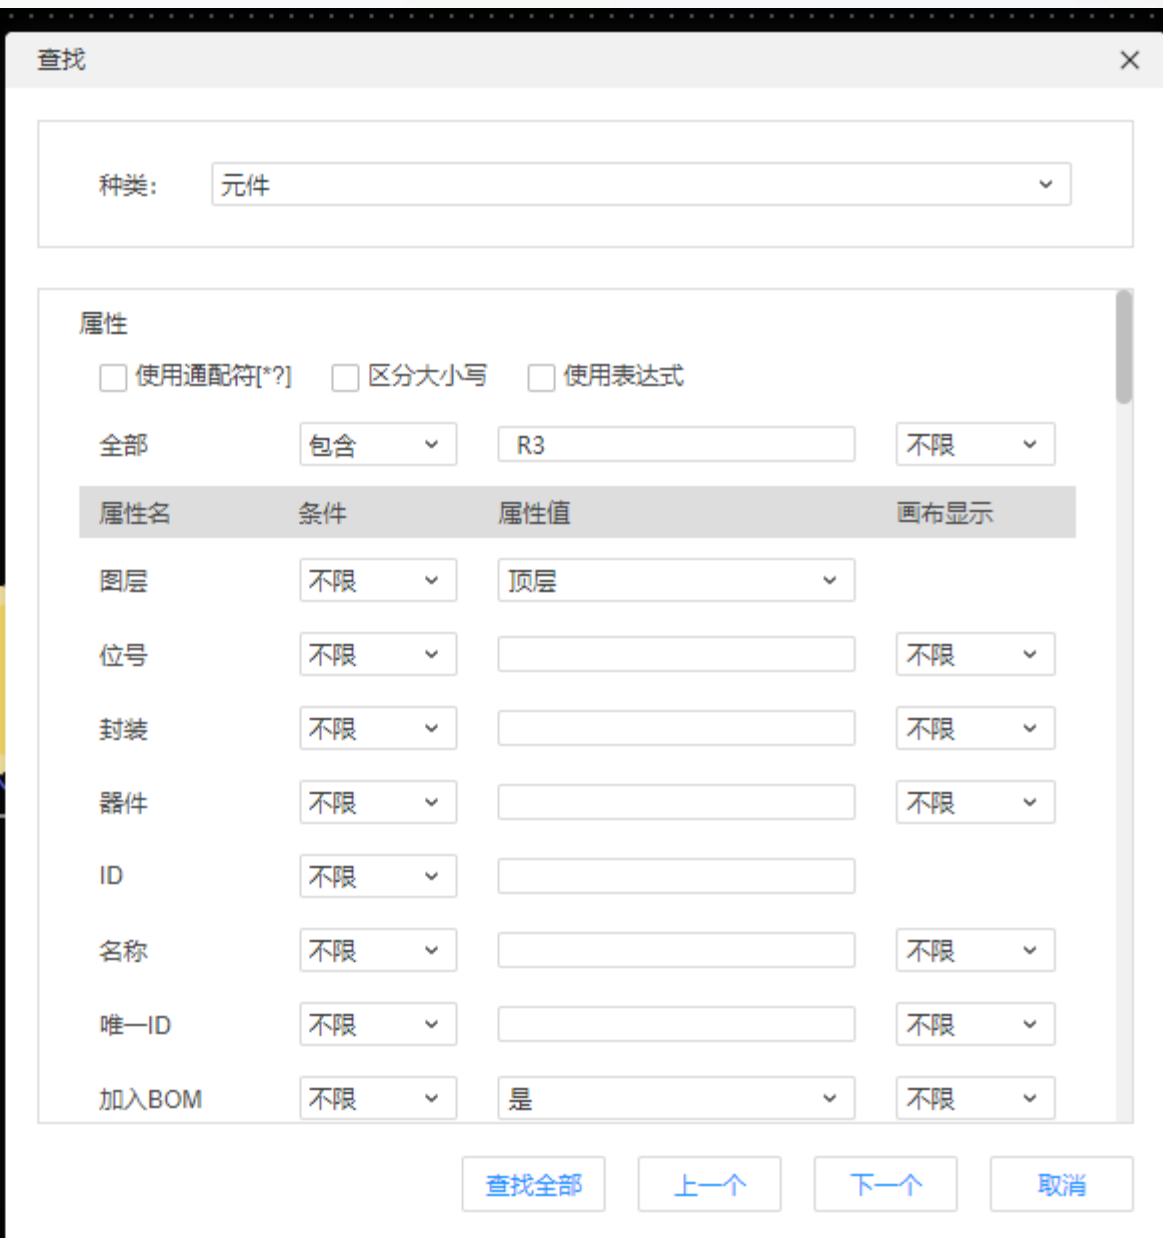 查找
种类: 元件
属性
使用通配符[*?] 区分大小写 使用表达式
全部 包含 R3 不限
属性名 条件 属性值 画布显示
图层 不限 顶层
位号 不限 不限
封装 不限 不限
器件 不限 不限
ID 不限
名称 不限 不限
唯一ID 不限 不限
加入BOM 不限 是 不限
查找全部 上一个 下一个 取消